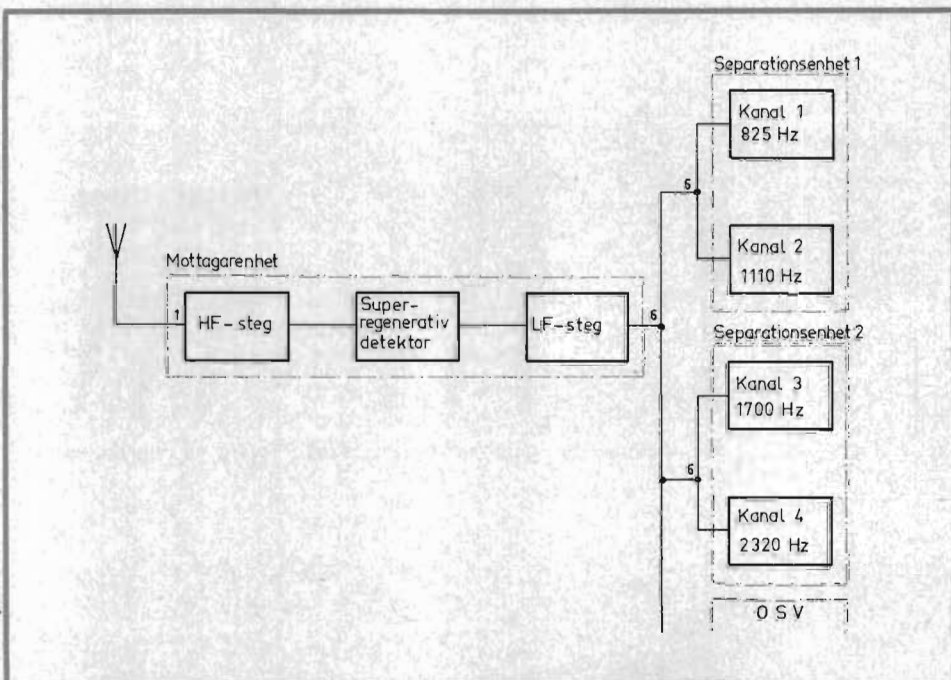 Separationsenhet 1
Kanal 1
825 Hz
6
Kanal 2
1110 Hz
Mottagarenhet
1
HF-steg
Super-
regenerativ
detektor
LF-steg
6
Separationsenhet 2
Kanal 3
1700 Hz
6
Kanal 4
2320 Hz
O S V